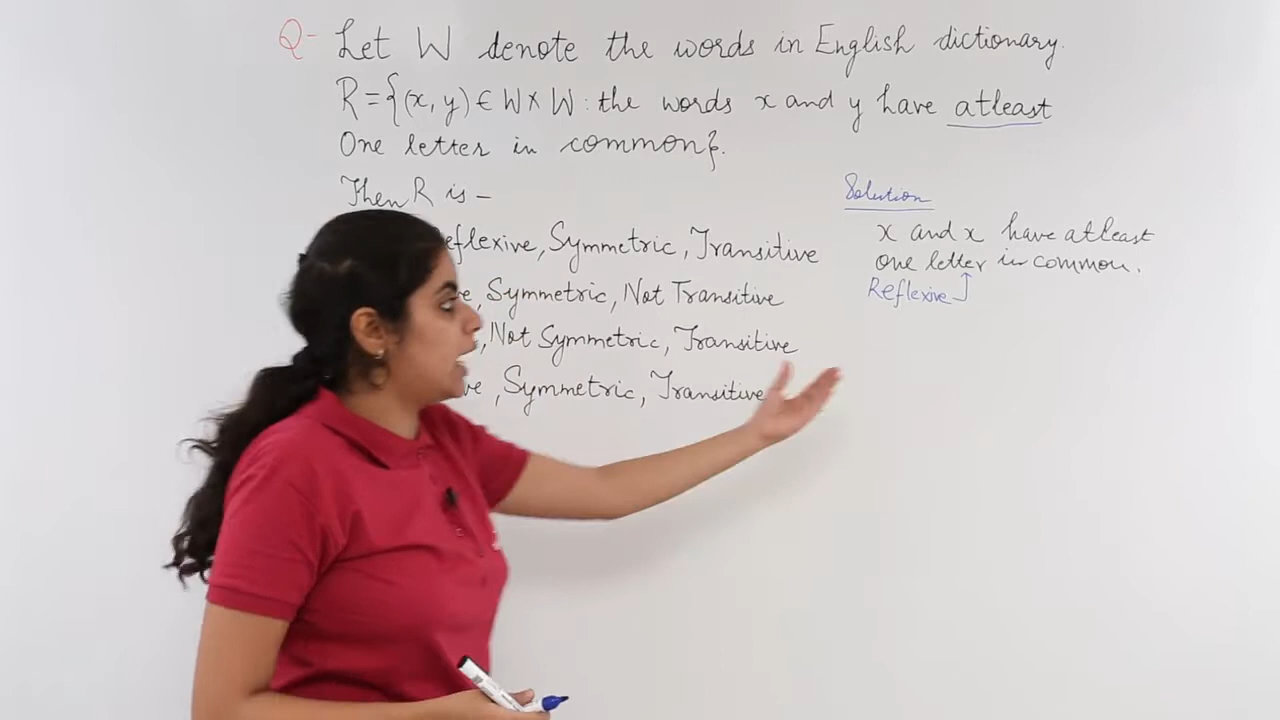 Q- Let W denote the words in English dictionary.
R = {(x, y) ∈ W X W : the words x and y have atleast
One letter in common}.
Then R is -
Reflexive, Symmetric, Transitive
, Symmetric, Not Transitive
, Not Symmetric, Transitive
, Symmetric, Transitive
Solution
x and x have atleast
one letter in common.
Reflexive